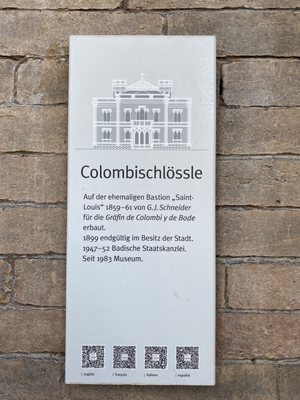 Colombischlössle
Auf der ehemaligen Bastion „Saint-
Louis“ 1859–61 von G. J. Schneider
für die Gräfin de Colombi y de Bode
erbaut.
1899 endgültig im Besitz der Stadt.
1947–52 Badische Staatskanzlei.
Seit 1983 Museum.
| english | français | italiano | español